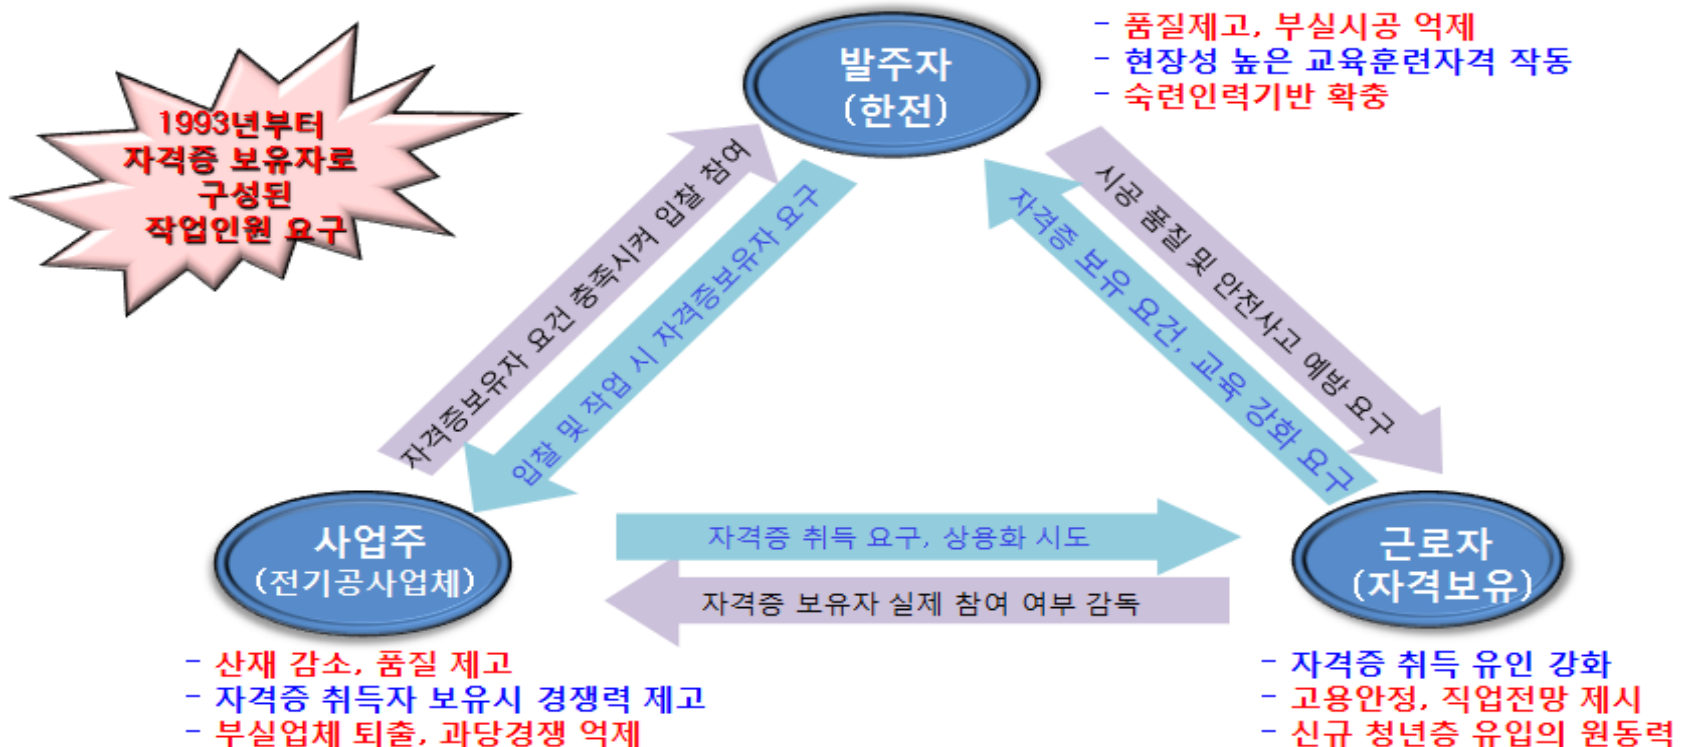 1993년부터
자격증 보유자로
구성된
작업인원 요구
발주자
(한전)
- 품질제고, 부실시공 억제
- 현장성 높은 교육훈련자격 작동
- 숙련인력기반 확충
자격증보유자 요건 충족시켜 입찰 참여
입찰 및 작업 시 자격증보유자 요구
자격증 보유 요건, 교육 강화 요구
시공 품질 및 안전사고 예방 요구
사업주
(전기공사업체)
자격증 취득 요구, 상용화 시도
자격증 보유자 실제 참여 여부 감독
근로자
(자격보유)
- 산재 감소, 품질 제고
- 자격증 취득자 보유시 경쟁력 제고
- 부실업체 퇴출, 과당경쟁 억제
- 자격증 취득 유인 강화
- 고용안정, 직업전망 제시
- 신규 청년층 유입의 원동력